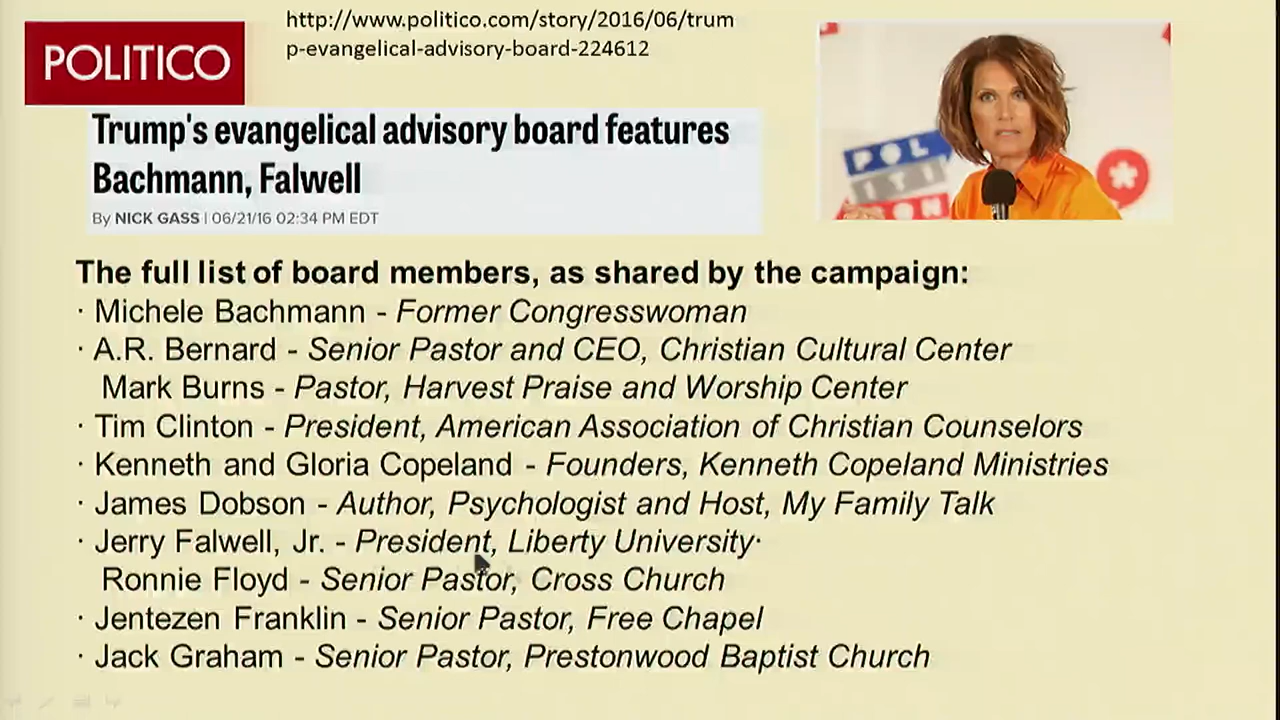 POLITICO
http://www.politico.com/story/2016/06/trum
p-evangelical-advisory-board-224612
Trump's evangelical advisory board features
Bachmann, Falwell
By NICK GASS | 06/21/16 02:34 PM EDT
POL
ITI
CON
The full list of board members, as shared by the campaign:
· Michele Bachmann - Former Congresswoman
· A.R. Bernard - Senior Pastor and CEO, Christian Cultural Center
Mark Burns - Pastor, Harvest Praise and Worship Center
· Tim Clinton - President, American Association of Christian Counselors
· Kenneth and Gloria Copeland - Founders, Kenneth Copeland Ministries
· James Dobson - Author, Psychologist and Host, My Family Talk
· Jerry Falwell, Jr. - President, Liberty University·
Ronnie Floyd - Senior Pastor, Cross Church
· Jentezen Franklin - Senior Pastor, Free Chapel
· Jack Graham - Senior Pastor, Prestonwood Baptist Church